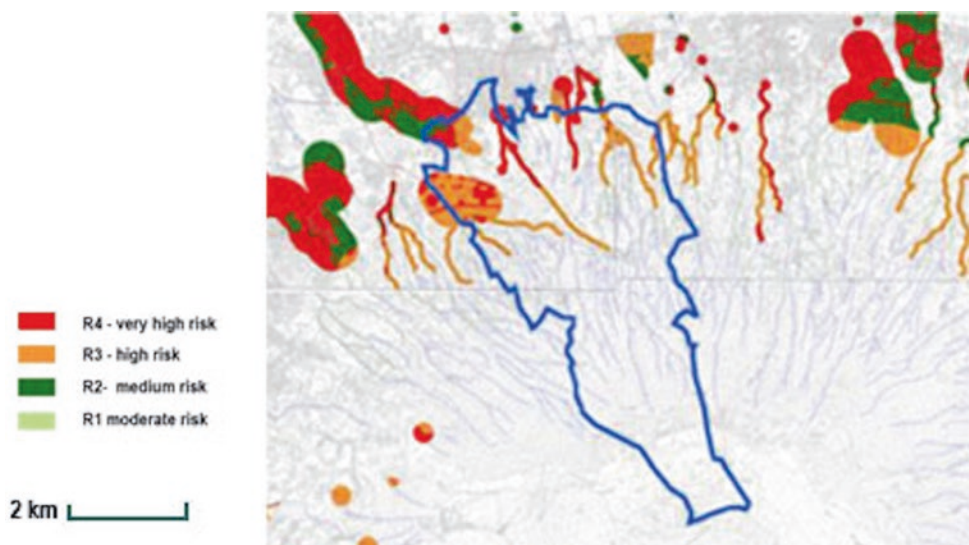 R4 - very high risk
R3 - high risk
R2- medium risk
R1 moderate risk
2 km